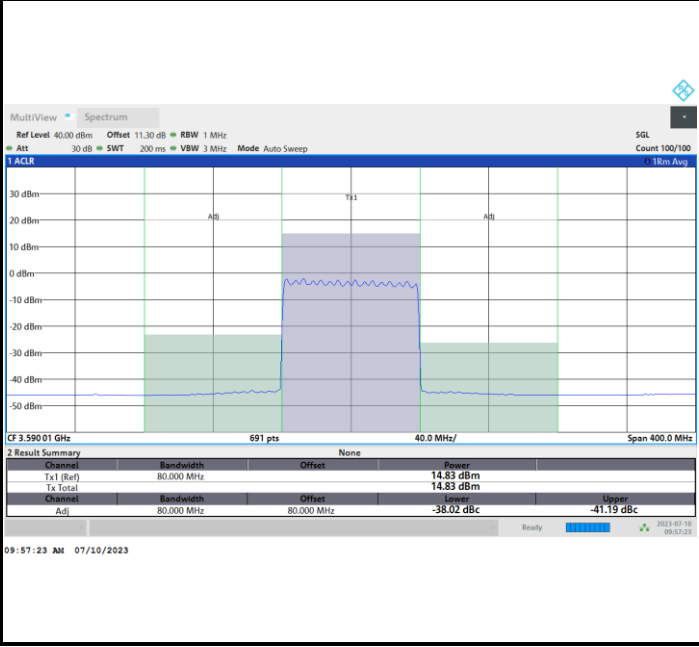 MultiView Spectrum
Ref Level 40.00 dBm Offset 11.30 dB RBW 1 MHz SGL
Att 30 dB SWT 200 ms VBW 3 MHz Mode Auto Sweep Count 100/100
1 ACLR 1Rm Avg
30 dBm
Tx1
20 dBm
Adj Adj
10 dBm
0 dBm
-10 dBm
-20 dBm
-30 dBm
-40 dBm
-50 dBm
CF 3.590 01 GHz 691 pts 40.0 MHz/ Span 400.0 MHz
2 Result Summary None
Channel Bandwidth Offset Power
Tx1 (Ref) 80.000 MHz 14.83 dBm
Tx Total 14.83 dBm
Channel Bandwidth Offset Lower Upper
Adj 80.000 MHz 80.000 MHz -38.02 dBc -41.19 dBc
Ready 2023-07-10
09:57:23
09:57:23 AM 07/10/2023